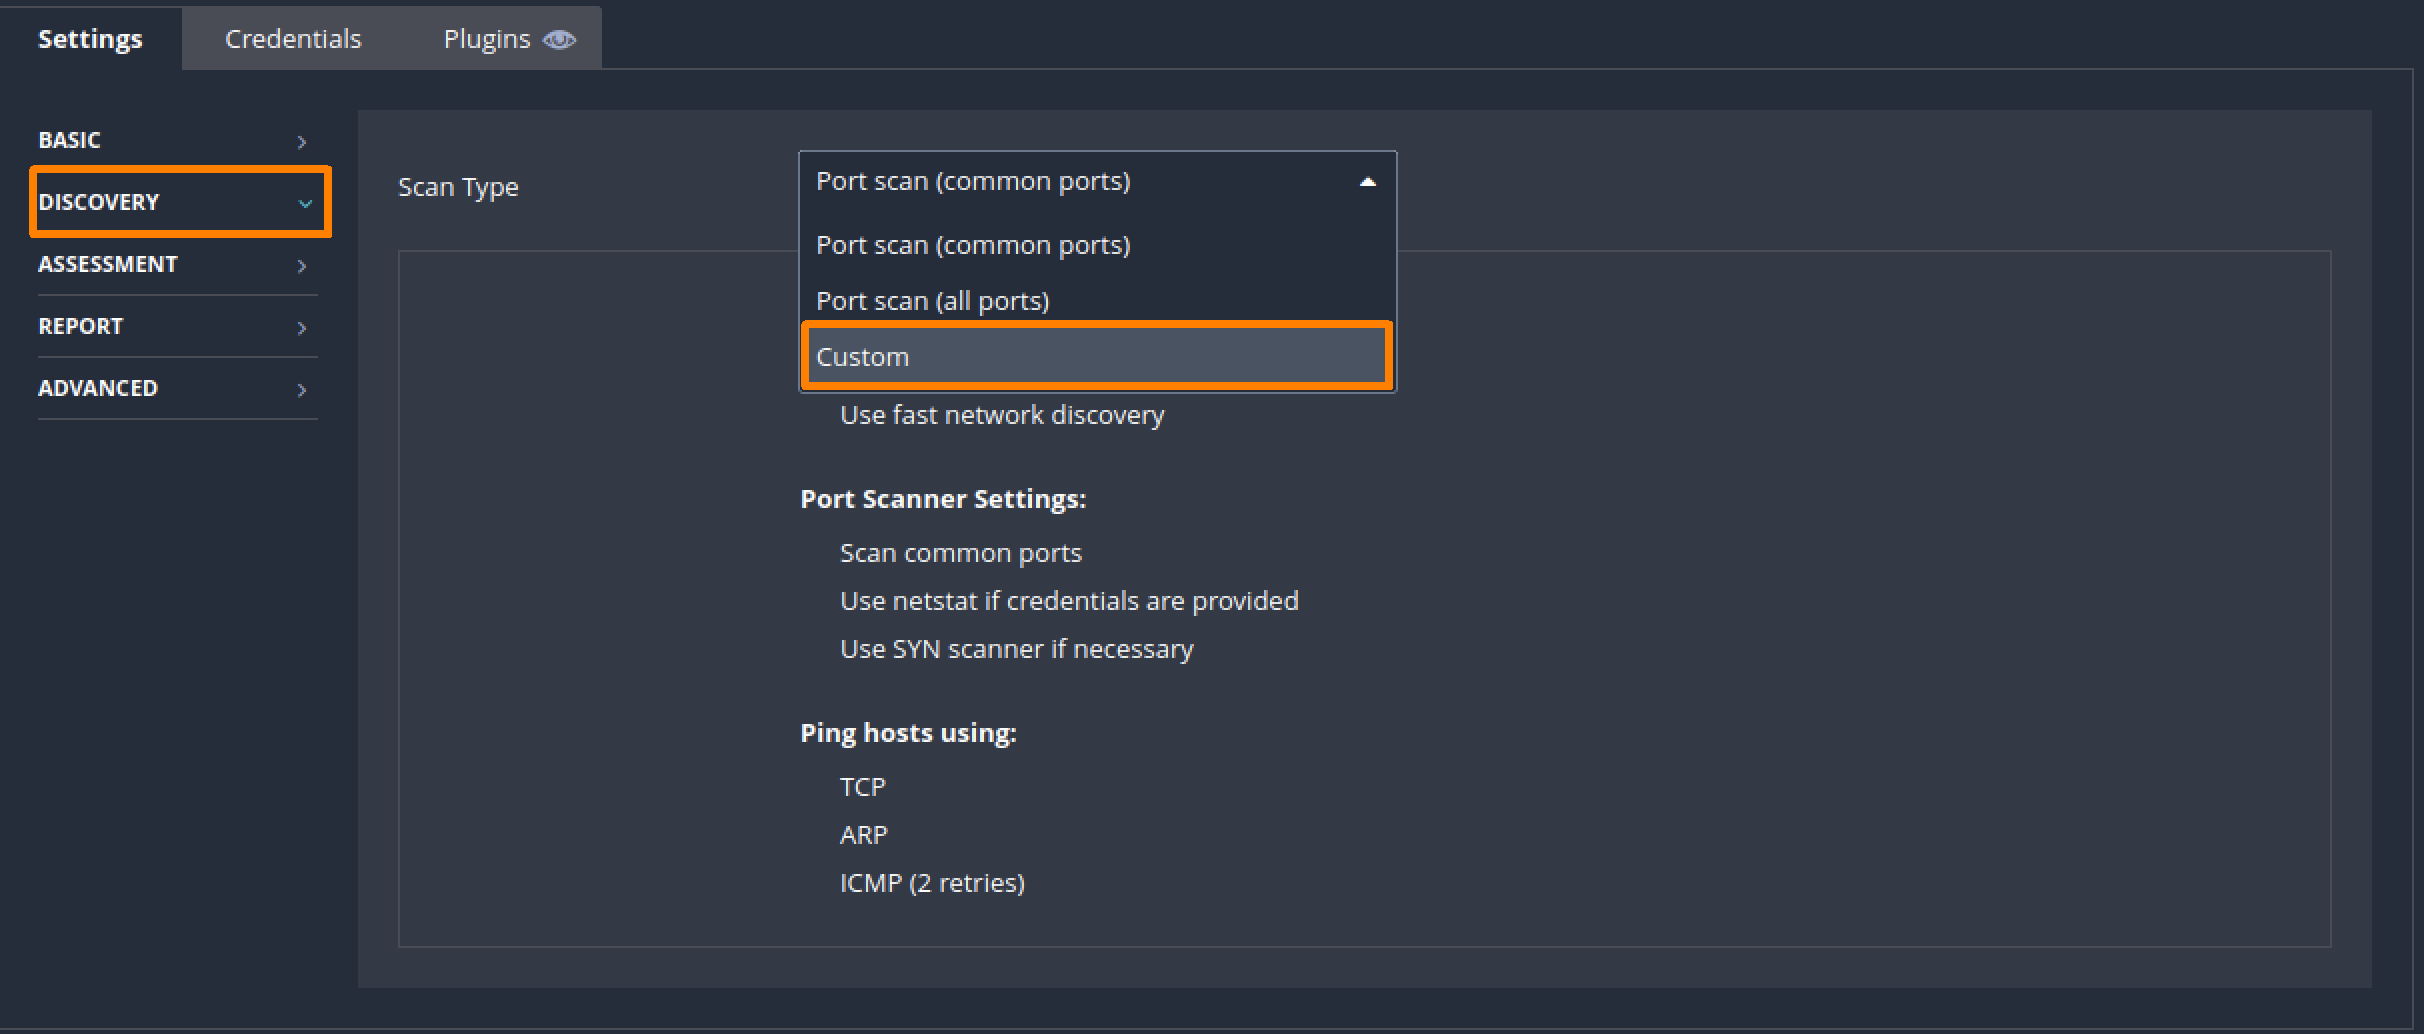 Settings Credentials Plugins
BASIC
DISCOVERY
ASSESSMENT
REPORT
ADVANCED
Scan Type
Port scan (common ports)
Port scan (common ports)
Port scan (all ports)
Custom
Use fast network discovery
Port Scanner Settings:
Scan common ports
Use netstat if credentials are provided
Use SYN scanner if necessary
Ping hosts using:
TCP
ARP
ICMP (2 retries)